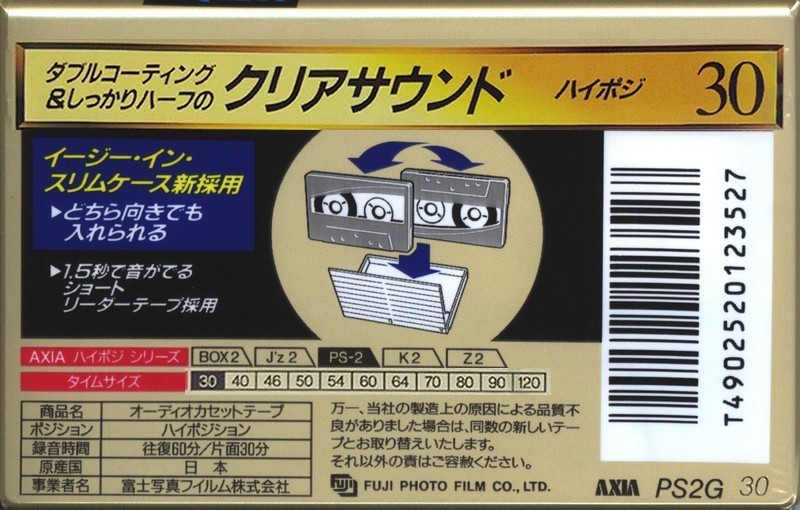 ダブルコーティング
&しっかりハーフの
クリアサウンド
ハイポジ
30
イージー・イン・
スリムケース新採用
▶どちら向きでも
入れられる
▶1.5秒で音がでる
ショート
リーダーテープ採用
T4902520123527
AXIA ハイポジ シリーズ BOX2 J'z2 PS-2 K2 Z2
タイムサイズ 30 40 46 50 54 60 64 70 80 90 120
商品名 オーディオカセットテープ
ポジション ハイポジション
録音時間 往復60分/片面30分
原産国 日本
事業者名 富士写真フイルム株式会社
万一、当社の製造上の原因による品質不
良がありました場合は、同数の新しいテー
プとお取り替えいたします。
それ以外の責はご容赦ください。
FUJI FUJI PHOTO FILM CO., LTD.
AXIA PS2G 30